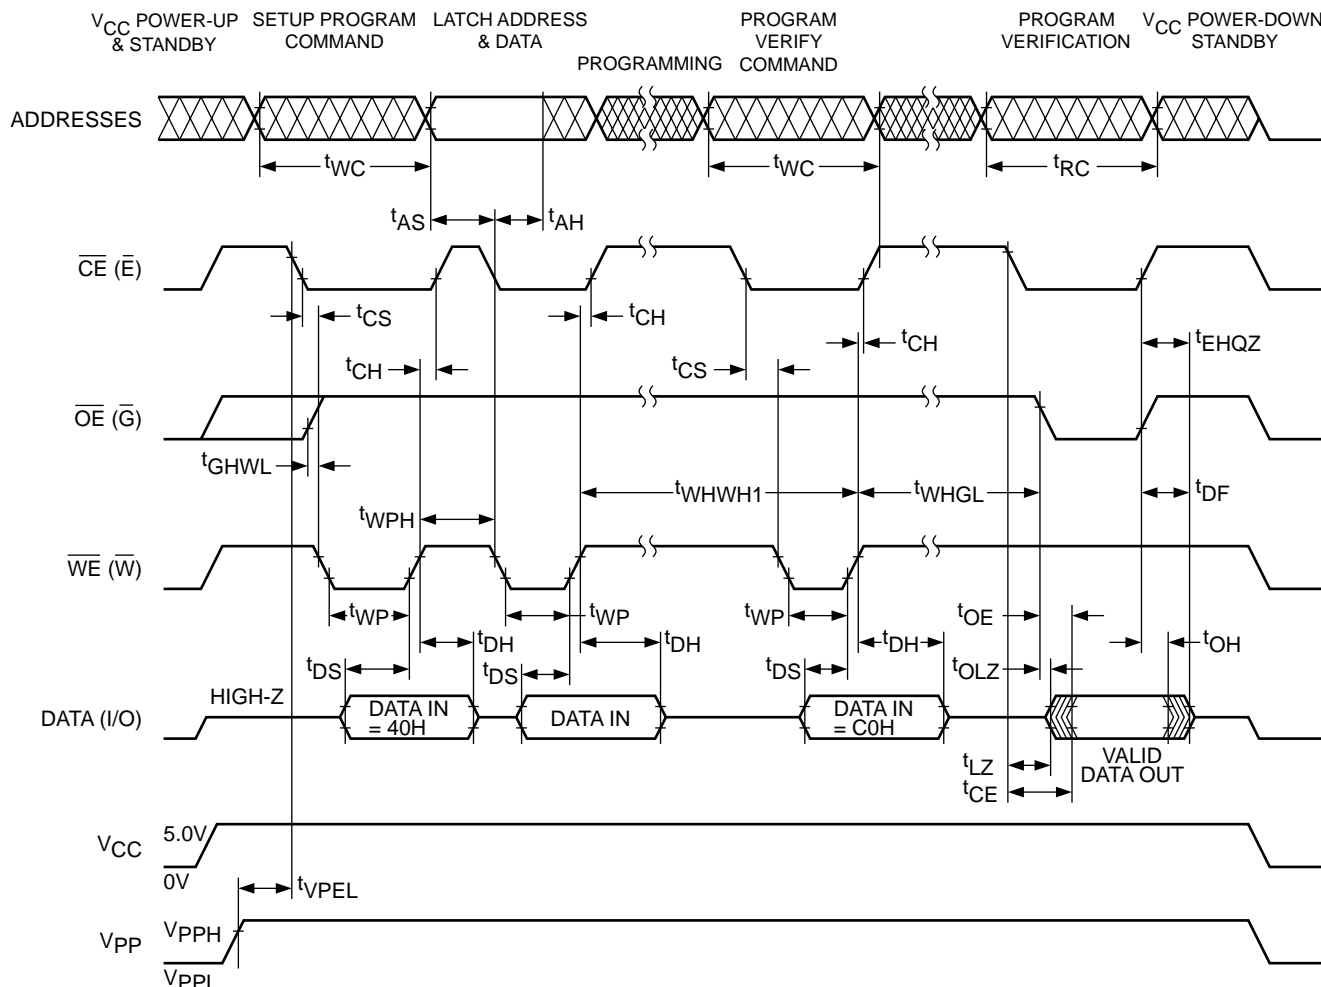 VCC POWER-UP
& STANDBY
SETUP PROGRAM
COMMAND
LATCH ADDRESS
& DATA
PROGRAMMING
PROGRAM
VERIFY
COMMAND
PROGRAM
VERIFICATION
VCC POWER-DOWN
STANDBY
ADDRESSES
tWC
tWC
tRC
tAS
tAH
CE (E)
tCS
tCH
tCH
tCS
tCH
tEHQZ
OE (G)
tGHWL
tWPH
tWHWH1
tWHGL
tDF
WE (W)
tWP
tWP
tWP
tOE
tDH
tDH
tDH
tOH
tDS
tDS
tDS
tOLZ
DATA (I/O)
HIGH-Z
DATA IN
= 40H
DATA IN
DATA IN
= C0H
VALID
DATA OUT
tLZ
tCE
VCC
5.0V
0V
tVPEL
VPP
VPPH
VPPL